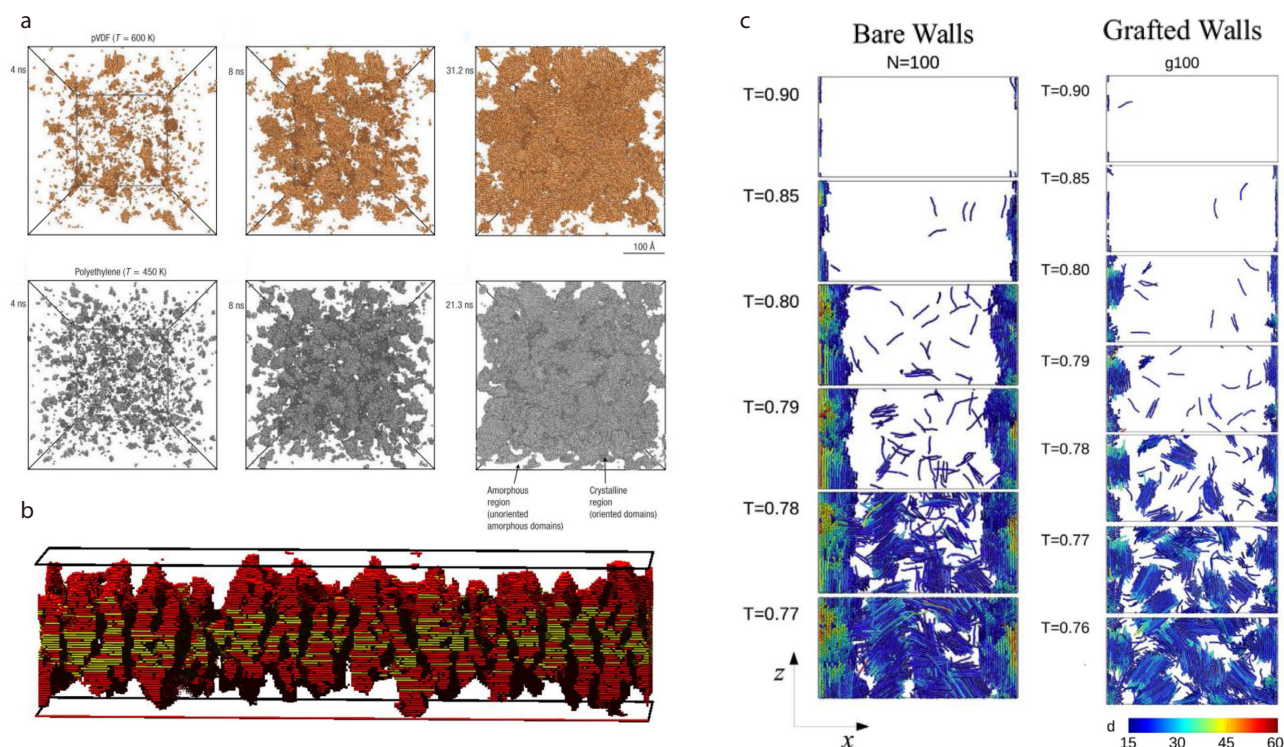 a
pVDF (T = 600 K)
4 ns
8 ns
31.2 ns
100 Å
Polyethylene (T = 450 K)
4 ns
8 ns
21.3 ns
Amorphous
region
(unoriented
amorphous domains)
Crystalline
region
(oriented domains)
b
c
Bare Walls
N=100
T=0.90
T=0.85
T=0.80
T=0.79
T=0.78
T=0.77
z
x
Grafted Walls
g100
T=0.90
T=0.85
T=0.80
T=0.79
T=0.78
T=0.77
T=0.76
d
15 30 45 60